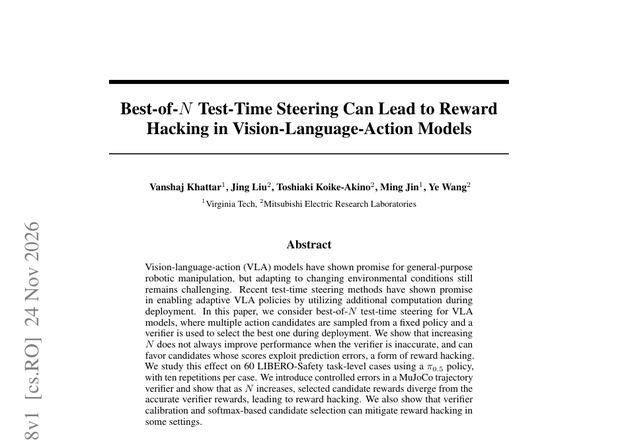 Best-of-N Test-Time Steering Can Lead to Reward
Hacking in Vision-Language-Action Models
Vanshaj Khattar¹, Jing Liu², Toshiaki Koike-Akino², Ming Jin¹, Ye Wang²
¹Virginia Tech, ²Mitsubishi Electric Research Laboratories
Abstract
Vision-language-action (VLA) models have shown promise for general-purpose
robotic manipulation, but adapting to changing environmental conditions still
remains challenging. Recent test-time steering methods have shown promise
in enabling adaptive VLA policies by utilizing additional computation during
deployment. In this paper, we consider best-of-N test-time steering for VLA
models, where multiple action candidates are sampled from a fixed policy and a
verifier is used to select the best one during deployment. We show that increasing
N does not always improve performance when the verifier is inaccurate, and can
favor candidates whose scores exploit prediction errors, a form of reward hacking.
We study this effect on 60 LIBERO-Safety task-level cases using a π0.5 policy,
with ten repetitions per case. We introduce controlled errors in a MuJoCo trajectory
verifier and show that as N increases, selected candidate rewards diverge from the
accurate verifier rewards, leading to reward hacking. We also show that verifier
calibration and softmax-based candidate selection can mitigate reward hacking in
some settings.
8v1 [cs.RO] 24 Nov 2026